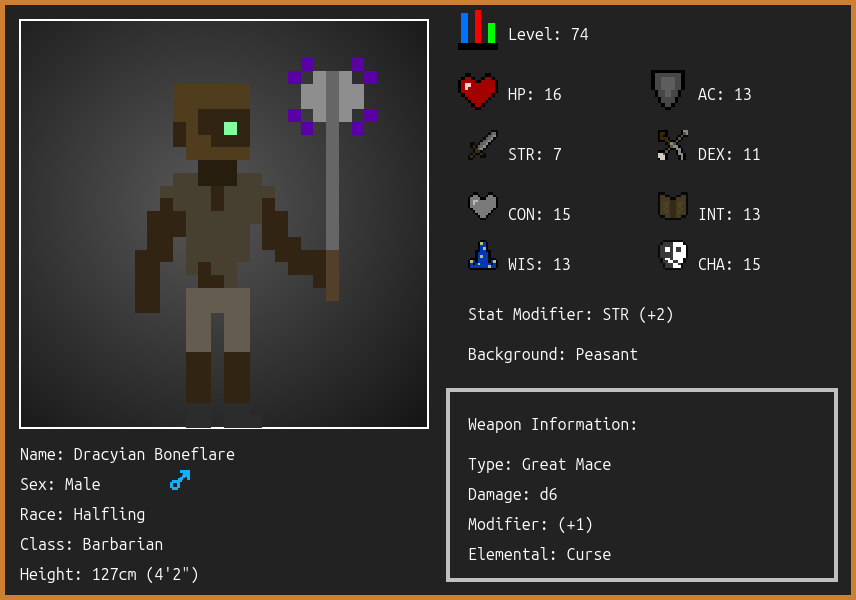 Level: 74
HP: 16
AC: 13
STR: 7
DEX: 11
CON: 15
INT: 13
WIS: 13
CHA: 15
Stat Modifier: STR (+2)
Background: Peasant
Weapon Information:
Type: Great Mace
Damage: d6
Modifier: (+1)
Elemental: Curse
Name: Dracyian Boneflare
Sex: Male
Race: Halfling
Class: Barbarian
Height: 127cm (4'2")